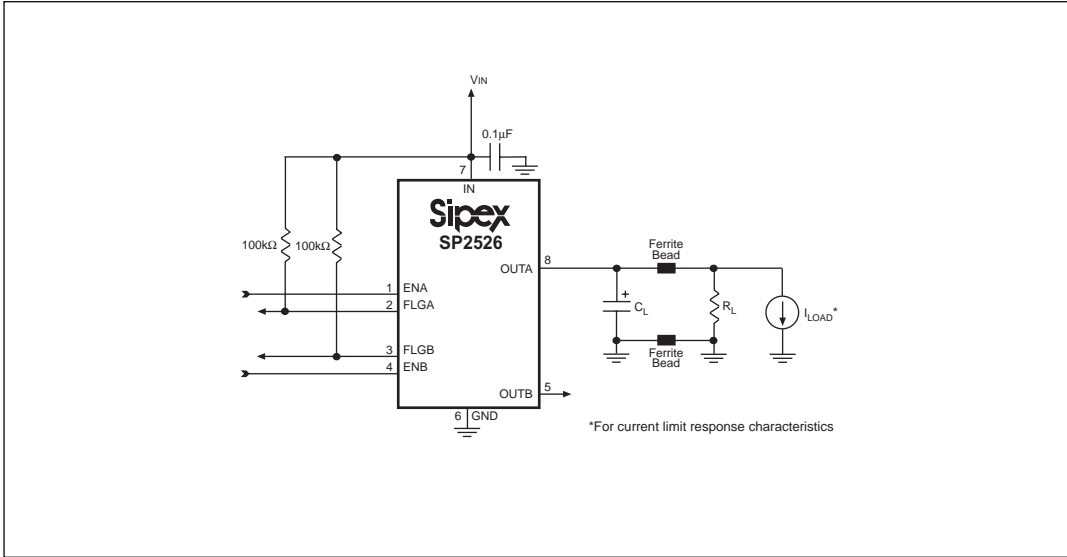 VIN
0.1µF
7
IN
Sipex
SP2526
100kΩ 100kΩ
OUTA
8
Ferrite
Bead
1 ENA
2 FLGA
+
CL
RL
ILOAD*
3 FLGB
4 ENB
Ferrite
Bead
OUTB
5
6 GND
*For current limit response characteristics